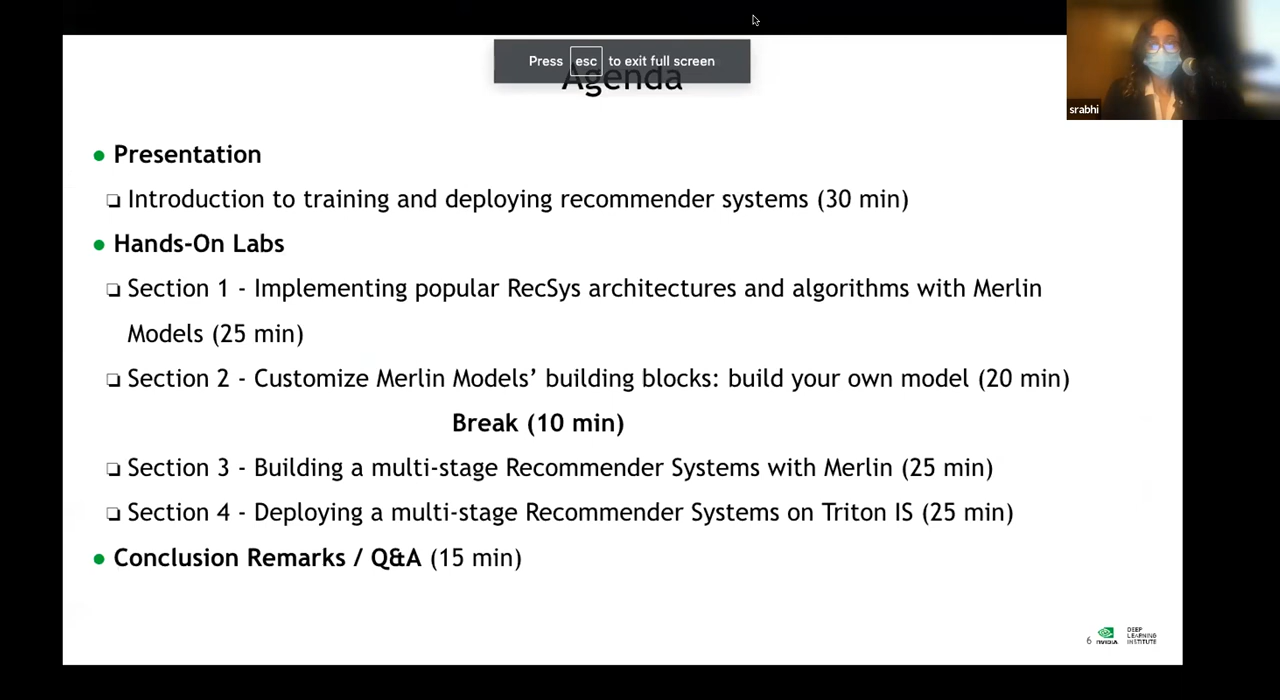 Press esc to exit full screen
Agenda
srabhi
● Presentation
❏ Introduction to training and deploying recommender systems (30 min)
● Hands-On Labs
❏ Section 1 - Implementing popular RecSys architectures and algorithms with Merlin
Models (25 min)
❏ Section 2 - Customize Merlin Models’ building blocks: build your own model (20 min)
Break (10 min)
❏ Section 3 - Building a multi-stage Recommender Systems with Merlin (25 min)
❏ Section 4 - Deploying a multi-stage Recommender Systems on Triton IS (25 min)
● Conclusion Remarks / Q&A (15 min)
6
NVIDIA
DEEP
LEARNING
INSTITUTE